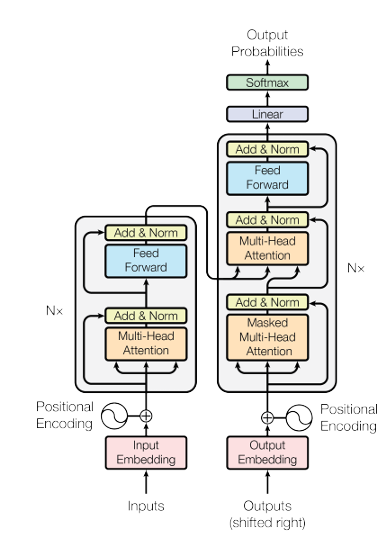 Output
Probabilities
Softmax
Linear
Add & Norm
Feed
Forward
Add & Norm
Multi-Head
Attention
Add & Norm
Masked
Multi-Head
Attention
N×
Add & Norm
Feed
Forward
Add & Norm
Multi-Head
Attention
N×
Positional
Encoding
Positional
Encoding
Input
Embedding
Output
Embedding
Inputs
Outputs
(shifted right)